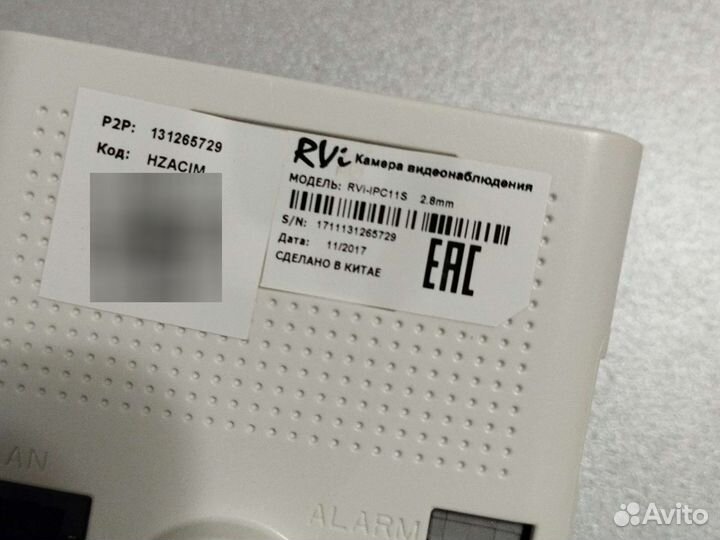 P2P: 131265729
Код: HZACIM
RVi Камера видеонаблюдения
МОДЕЛЬ: RVi-IPC11S 2.8mm
S/N: 1711131265729
Дата: 11/2017
СДЕЛАНО В КИТАЕ
EAC
AN
ALARM
Avito